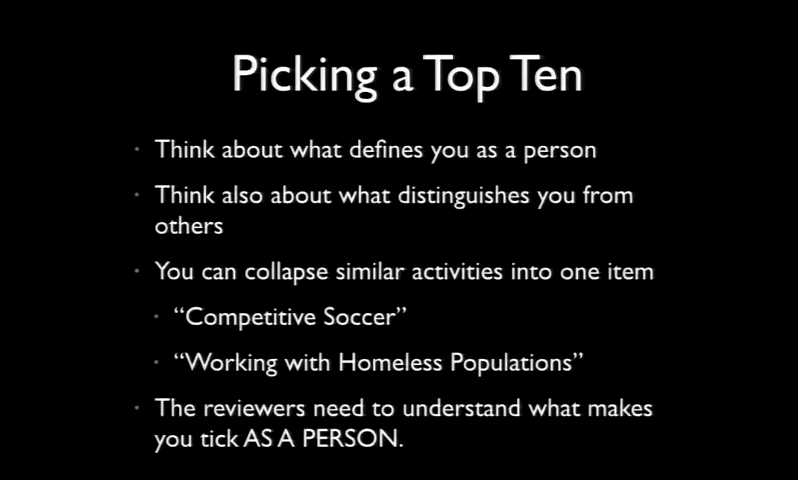 Picking a Top Ten
· Think about what defines you as a person
· Think also about what distinguishes you from
others
· You can collapse similar activities into one item
· “Competitive Soccer”
· “Working with Homeless Populations”
· The reviewers need to understand what makes
you tick AS A PERSON.